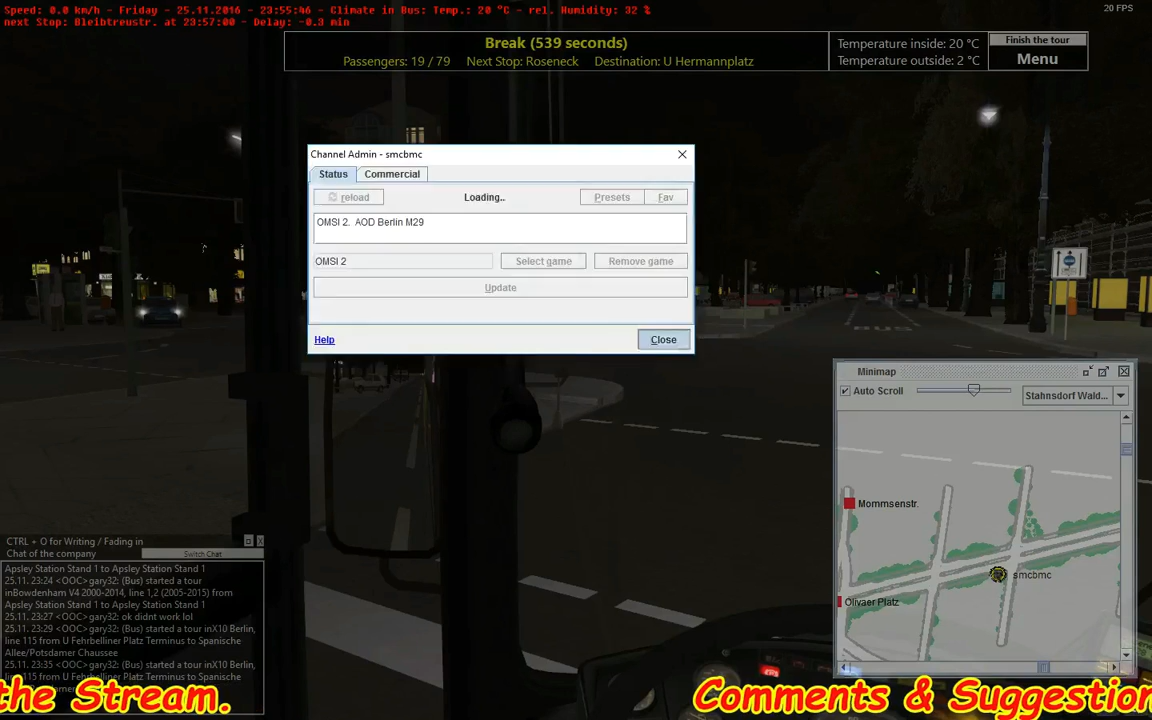 Speed: 0.0 km/h - Friday - 25.11.2016 - 23:55:46 - Climate in Bus: Temp.: 20 °C - rel. Humidity: 32 %
next Stop: Bleibtreustr. at 23:57:00 - Delay: -0.3 min
20 FPS
Break (539 seconds)
Passengers: 19 / 79 Next Stop: Roseneck Destination: U Hermannplatz
Temperature inside: 20 °C
Temperature outside: 2 °C
Finish the tour
Menu
Channel Admin - smcbmc
Status Commercial
reload Loading.. Presets Fav
OMSI 2. AOD Berlin M29
OMSI 2 Select game Remove game
Update
Help Close
BUS
Minimap
Auto Scroll Stahnsdorf Wald...
Mommsenstr.
smcbmc
Olivaer Platz
CTRL + O for Writing / Fading in
Chat of the company Switch Chat
Apsley Station Stand 1 to Apsley Station Stand 1
25.11. 23:24 <OOC>gary32: (Bus) started a tour
inBowdenham V4 2000-2014, line 1,2 (2005-2015) from
Apsley Station Stand 1 to Apsley Station Stand 1
25.11. 23:27 <OOC>gary32: ok didnt work lol
25.11. 23:29 <OOC>gary32: (Bus) started a tour inX10 Berlin,
line 115 from U Fehrbelliner Platz Terminus to Spanische
Allee/Potsdamer Chaussee
25.11. 23:35 <OOC>gary32: (Bus) started a tour inX10 Berlin,
the Stream. Comments & Suggestion